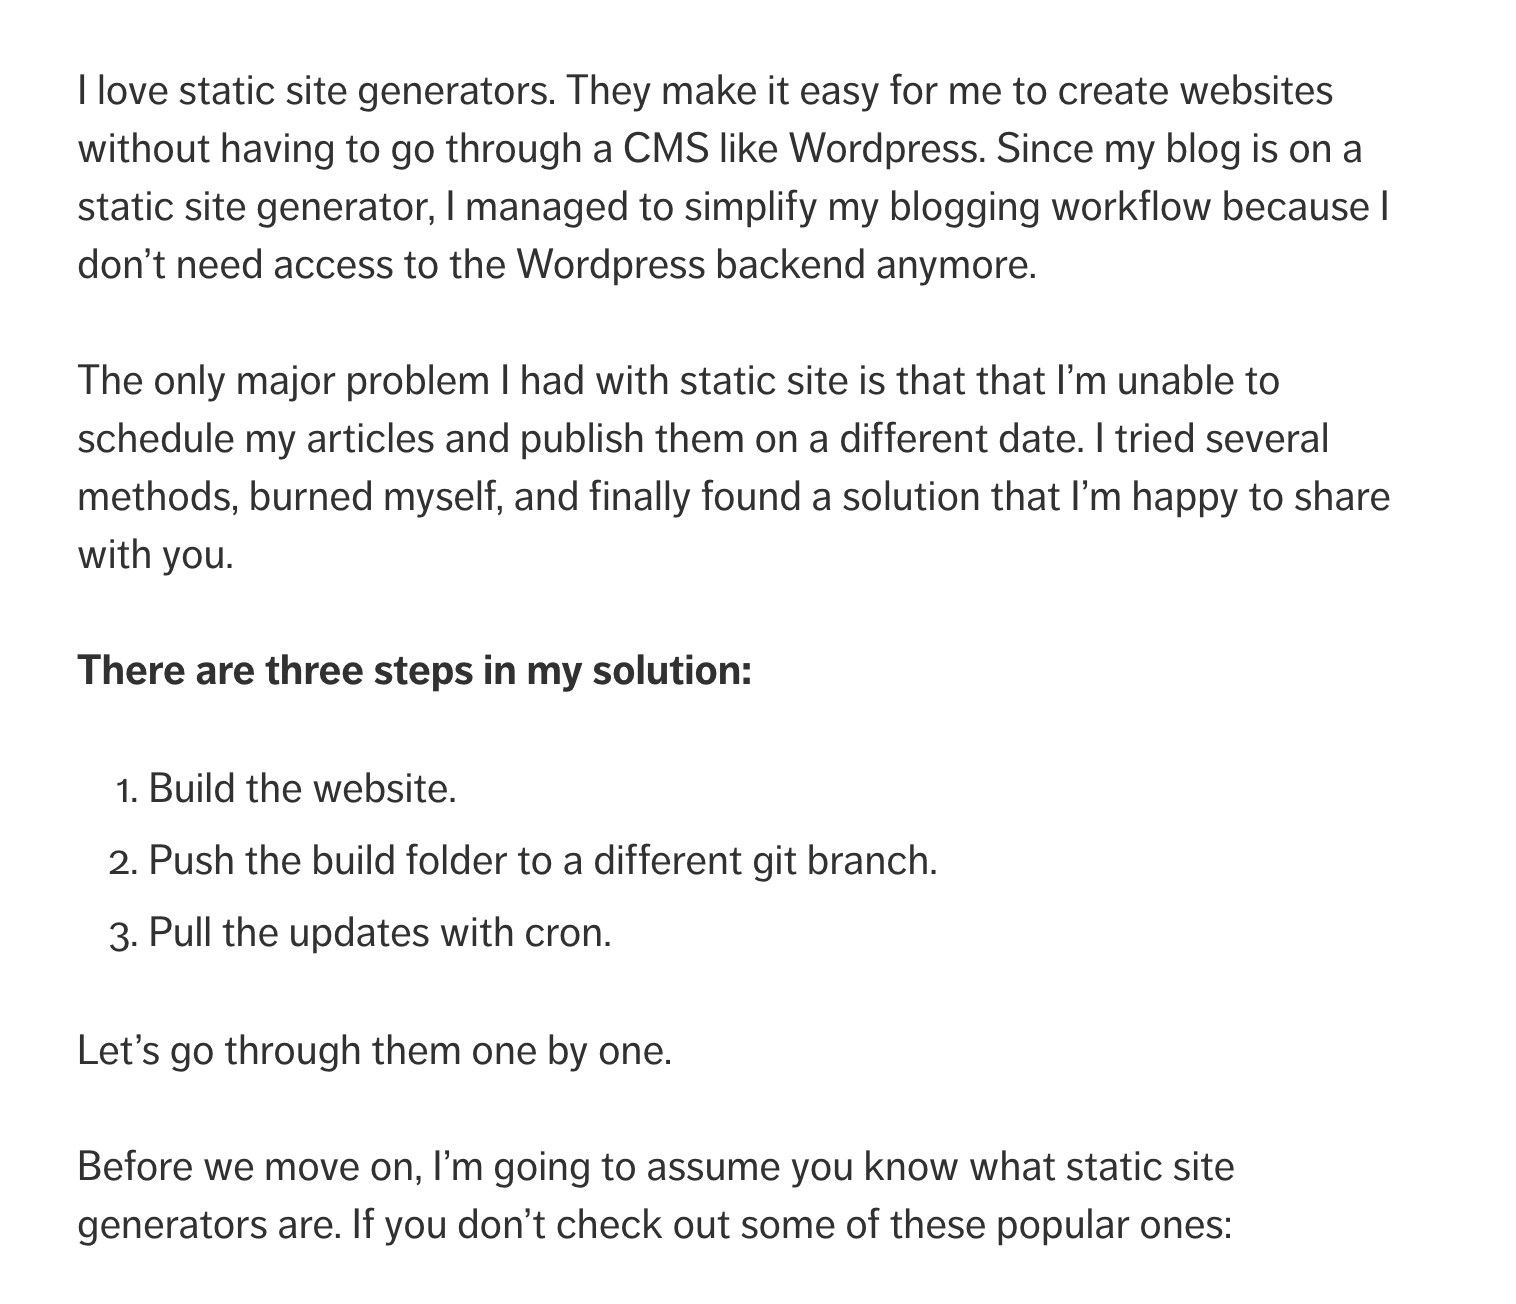 I love static site generators. They make it easy for me to create websites
without having to go through a CMS like Wordpress. Since my blog is on a
static site generator, I managed to simplify my blogging workflow because I
don’t need access to the Wordpress backend anymore.
The only major problem I had with static site is that that I’m unable to
schedule my articles and publish them on a different date. I tried several
methods, burned myself, and finally found a solution that I’m happy to share
with you.
There are three steps in my solution:
1. Build the website.
2. Push the build folder to a different git branch.
3. Pull the updates with cron.
Let’s go through them one by one.
Before we move on, I’m going to assume you know what static site
generators are. If you don’t check out some of these popular ones: